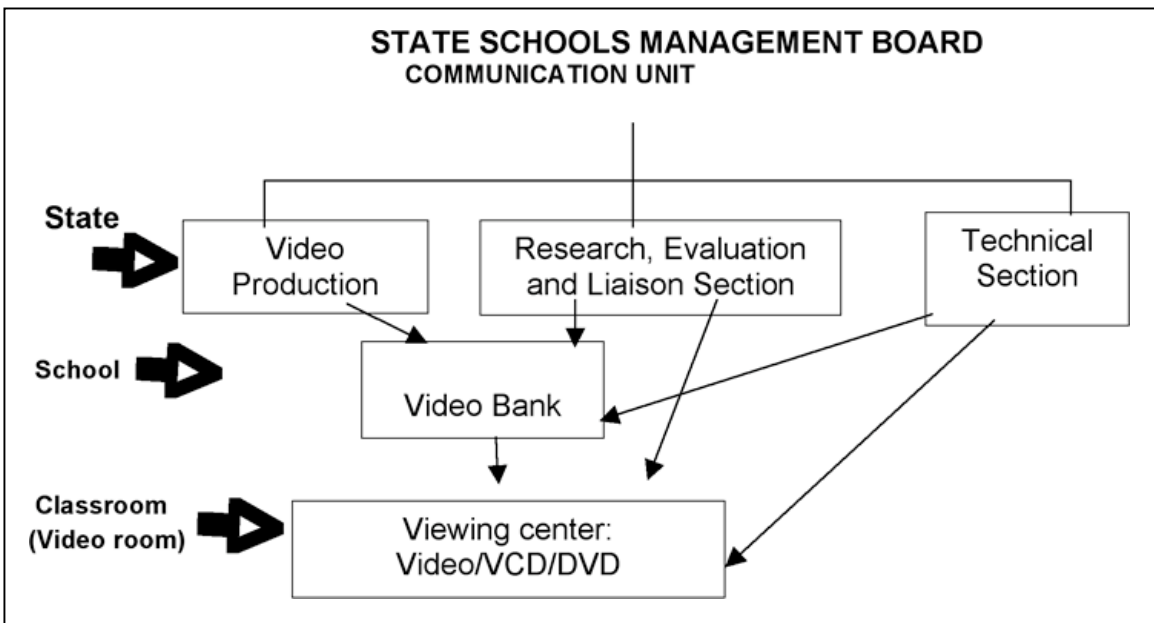 STATE SCHOOLS MANAGEMENT BOARD
COMMUNICATION UNIT
State
Video
Production
Research, Evaluation
and Liaison Section
Technical
Section
School
Video Bank
Classroom
(Video room)
Viewing center:
Video/VCD/DVD